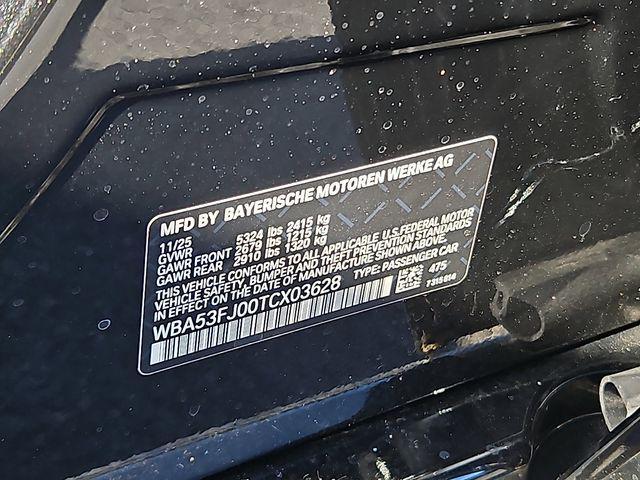 MFD BY BAYERISCHE MOTOREN WERKE AG
11/25
GVWR 5324 lbs 2415 kg
GAWR FRONT 2679 lbs 1215 kg
GAWR REAR 2910 lbs 1320 kg
THIS VEHICLE CONFORMS TO ALL APPLICABLE U.S. FEDERAL MOTOR
VEHICLE SAFETY, BUMPER AND THEFT PREVENTION STANDARDS
IN EFFECT ON THE DATE OF MANUFACTURE SHOWN ABOVE.
WBA53FJ00TCX03628 TYPE: PASSENGER CAR
475
7315614